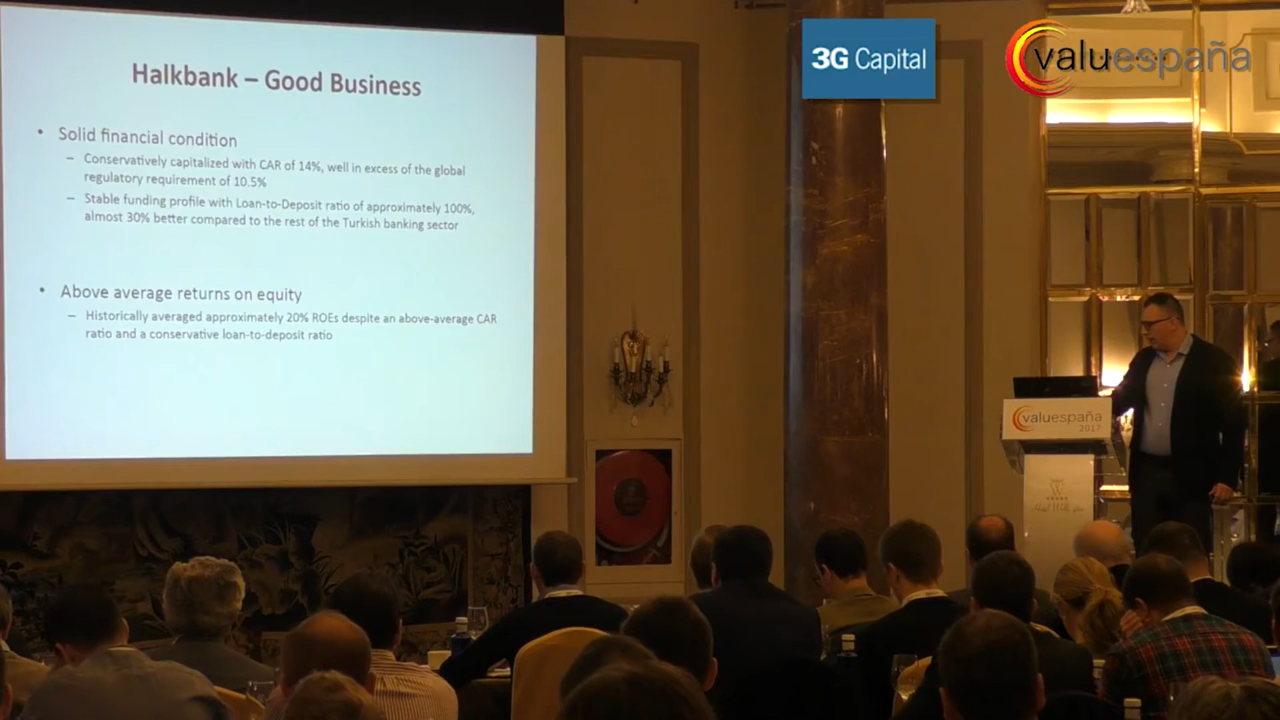 Halkbank – Good Business
• Solid financial condition
– Conservatively capitalized with CAR of 14%, well in excess of the global
regulatory requirement of 10.5%
– Stable funding profile with Loan-to-Deposit ratio of approximately 100%,
almost 30% better compared to the rest of the Turkish banking sector
• Above average returns on equity
– Historically averaged approximately 20% ROEs despite an above-average CAR
ratio and a conservative loan-to-deposit ratio
3G Capital
valuespaña
valuespaña
2017
W